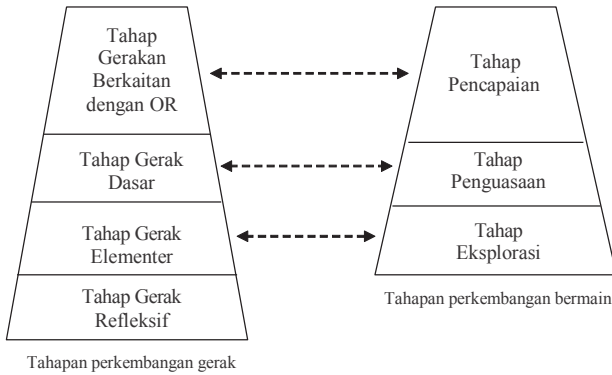 Tahap
Gerakan
Berkaitan
dengan OR
Tahap Gerak
Dasar
Tahap Gerak
Elementer
Tahap Gerak
Refleksif
Tahapan perkembangan gerak
Tahap
Pencapaian
Tahap
Penguasaan
Tahap
Eksplorasi
Tahapan perkembangan bermain